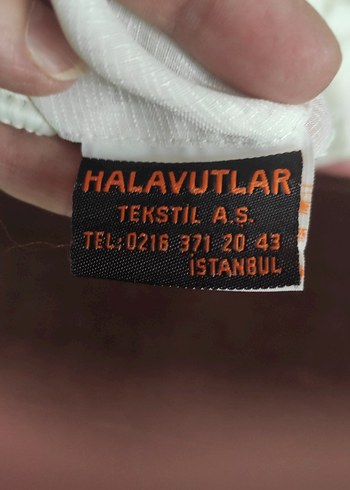 HALAVUTLAR
TEKSTİL A.Ş.
TEL:0216 371 20 43
İSTANBUL